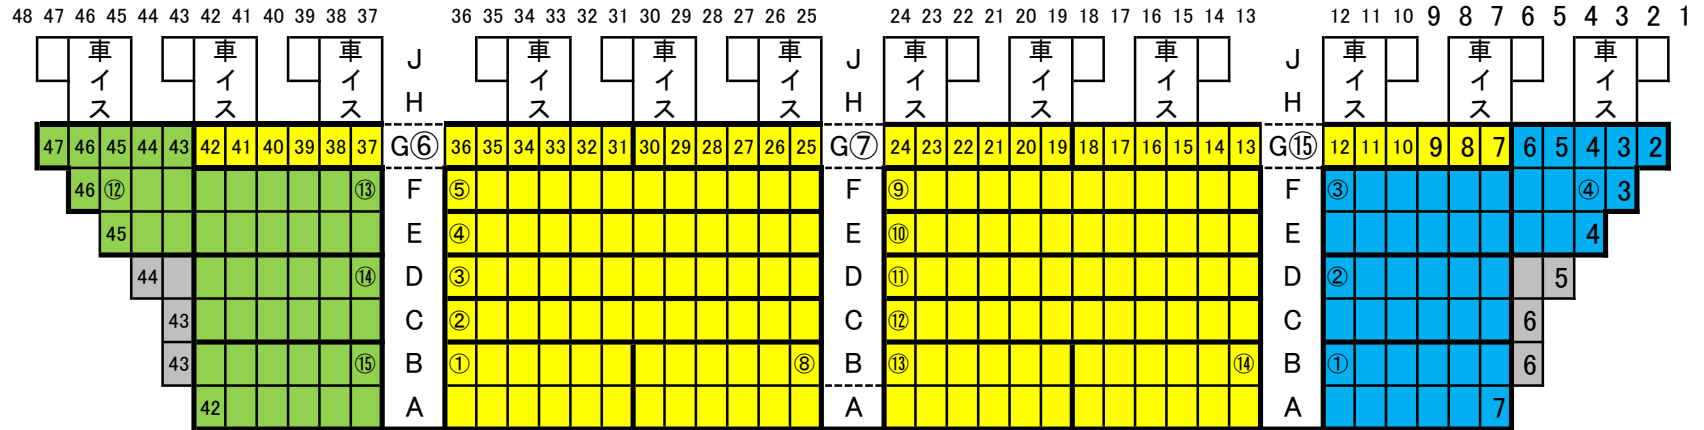 48 47 46 45 44 43 42 41 40 39 38 37 36 35 34 33 32 31 30 29 28 27 26 25 24 23 22 21 20 19 18 17 16 15 14 13 12 11 10 9 8 7 6 5 4 3 2 1
車イス 車イス 車イス J 車イス 車イス 車イス J 車イス 車イス 車イス J 車イス 車イス 車イス
H H H
47 46 45 44 43 42 41 40 39 38 37 G⑥ 36 35 34 33 32 31 30 29 28 27 26 25 G⑦ 24 23 22 21 20 19 18 17 16 15 14 13 G⑮ 12 11 10 9 8 7 6 5 4 3 2
46 ⑫ ⑬ F ⑤ F ⑨ F ③ ④ 3
45 E ④ E ⑩ E 4
44 ⑭ D ③ D ⑪ D ② 5
43 C ② C ⑫ C 6
43 ⑮ B ① ⑧ B ⑬ ⑭ B ① 6
42 A A A 7